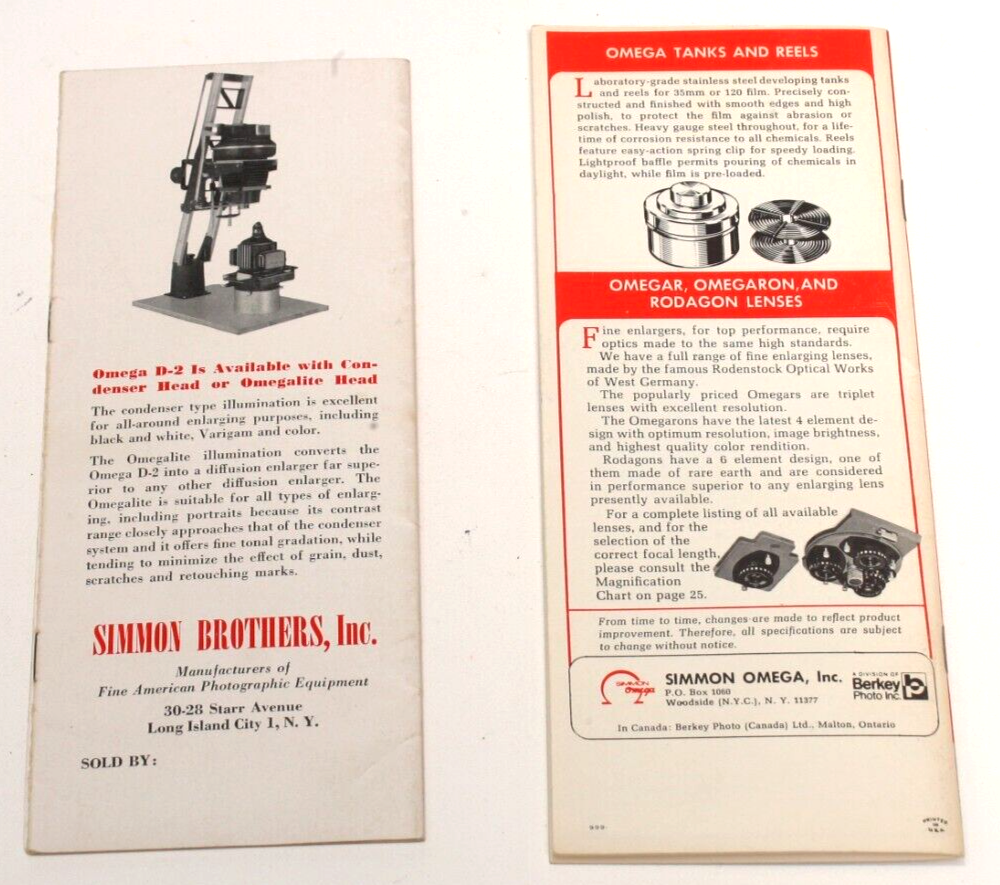 Omega D-2 Is Available with Con-
denser Head or Omegalite Head
The condenser type illumination is excellent
for all-around enlarging purposes, including
black and white, Varigam and color.
The Omegalite illumination converts the
Omega D-2 into a diffusion enlarger far supe-
rior to any other diffusion enlarger. The
Omegalite is suitable for all types of enlarg-
ing, including portraits because its contrast
range closely approaches that of the condenser
system and it offers fine tonal gradation, while
tending to minimize the effect of grain, dust,
scratches and retouching marks.
SIMMON BROTHERS, Inc.
Manufacturers of
Fine American Photographic Equipment
30-28 Starr Avenue
Long Island City 1, N. Y.
SOLD BY:
OMEGA TANKS AND REELS
Laboratory-grade stainless steel developing tanks
and reels for 35mm or 120 film. Precisely con-
structed and finished with smooth edges and high
polish, to protect the film against abrasion or
scratches. Heavy gauge steel throughout, for a life-
time of corrosion resistance to all chemicals. Reels
feature easy-action spring clip for speedy loading.
Lightproof baffle permits pouring of chemicals in
daylight, while film is pre-loaded.
OMEGAR, OMEGARON, AND
RODAGON LENSES
Fine enlargers, for top performance, require
optics made to the same high standards.
We have a full range of fine enlarging lenses,
made by the famous Rodenstock Optical Works
of West Germany.
The popularly priced Omegars are triplet
lenses with excellent resolution.
The Omegarons have the latest 4 element de-
sign with optimum resolution, image brightness,
and highest quality color rendition.
Rodagons have a 6 element design, one of
them made of rare earth and are considered
in performance superior to any enlarging lens
presently available.
For a complete listing of all available
lenses, and for the
selection of the
correct focal length,
please consult the
Magnification
Chart on page 25.
From time to time, changes are made to reflect product
improvement. Therefore, all specifications are subject
to change without notice.
SIMMON
omega
SIMMON OMEGA, Inc.
P.O. Box 1060
Woodside (N.Y.C.), N. Y. 11377
A DIVISION OF
Berkey
Photo Inc.
In Canada: Berkey Photo (Canada) Ltd., Malton, Ontario
PRINTED
IN
U.S.A.